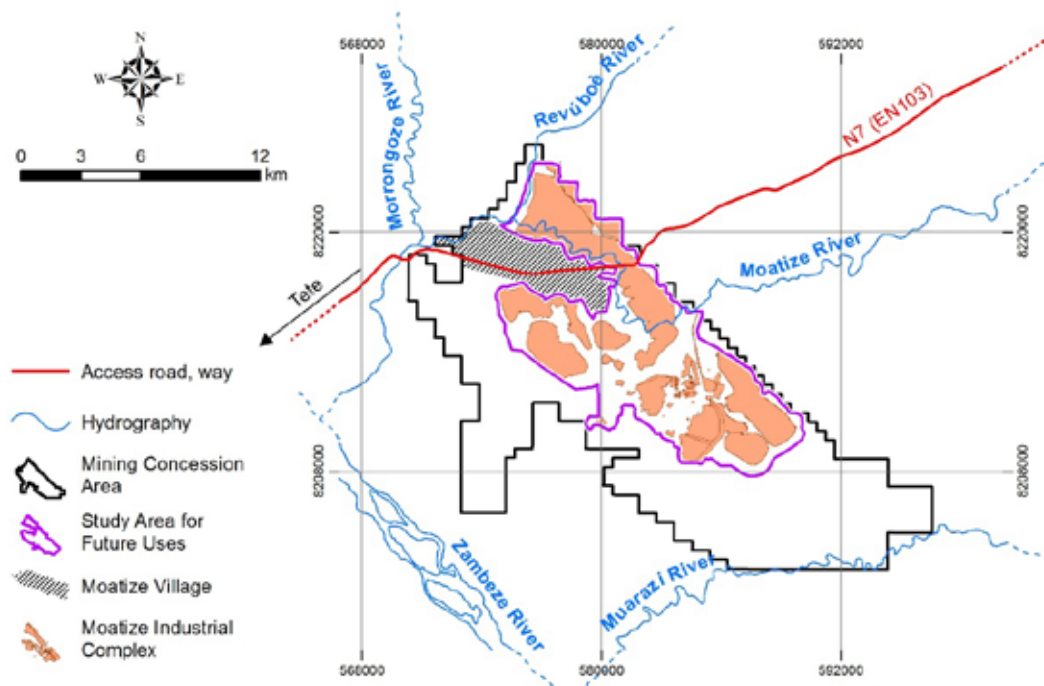 N
W E
S
0 3 6 12
km
568000
580000
592000
Morrongoze River
Revúboè River
N7 (EN103)
8220000
8220000
Moatize River
Tete
Access road, way
Hydrography
Mining Concession
Area
Study Area for
Future Uses
Moatize Village
Moatize Industrial
Complex
8208000
8208000
Zambeze River
Muarazi River
568000
580000
592000